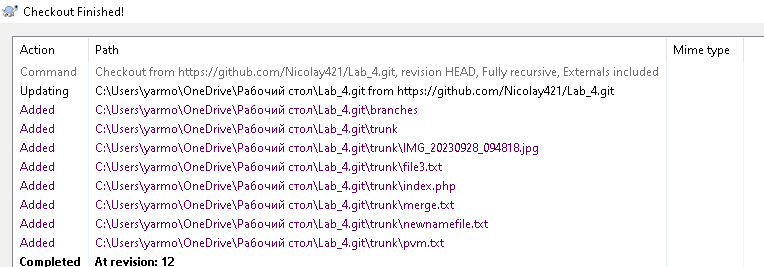 Checkout Finished!
Action Path Mime type
Command Checkout from https://github.com/Nicolay421/Lab_4.git, revision HEAD, Fully recursive, Externals included
Updating C:\Users\yarmo\OneDrive\Рабочий стол\Lab_4.git from https://github.com/Nicolay421/Lab_4.git
Added C:\Users\yarmo\OneDrive\Рабочий стол\Lab_4.git\branches
Added C:\Users\yarmo\OneDrive\Рабочий стол\Lab_4.git\trunk
Added C:\Users\yarmo\OneDrive\Рабочий стол\Lab_4.git\trunk\IMG_20230928_094818.jpg
Added C:\Users\yarmo\OneDrive\Рабочий стол\Lab_4.git\trunk\file3.txt
Added C:\Users\yarmo\OneDrive\Рабочий стол\Lab_4.git\trunk\index.php
Added C:\Users\yarmo\OneDrive\Рабочий стол\Lab_4.git\trunk\merge.txt
Added C:\Users\yarmo\OneDrive\Рабочий стол\Lab_4.git\trunk\newnamefile.txt
Added C:\Users\yarmo\OneDrive\Рабочий стол\Lab_4.git\trunk\pvm.txt
Completed At revision: 12